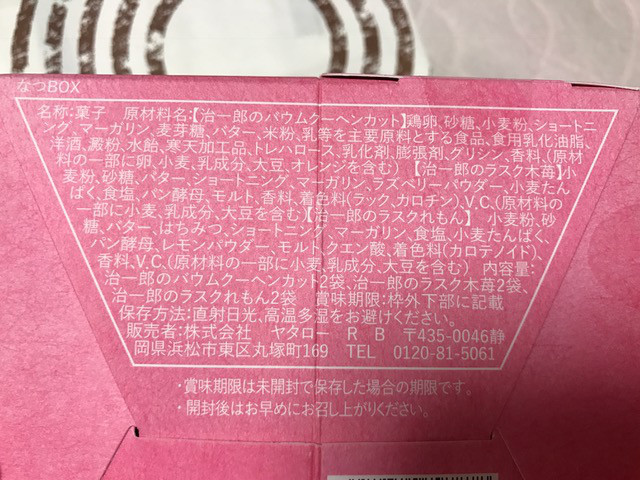 なつBOX
名称:菓子 原材料名:【治一郎のバウムクーヘンカット】鶏卵、砂糖、小麦粉、ショートニ
ング、マーガリン、麦芽糖、バター、米粉、乳等を主要原料とする食品、食用乳化油脂、
洋酒、澱粉、水飴、寒天加工品、トレハロース、乳化剤、膨張剤、グリシン、香料、(原材
料の一部に卵、小麦、乳成分、大豆、オレンジを含む) 【治一郎のラスク木苺】小
麦粉、砂糖、バター、ショートニング、マーガリン、ラズベリーパウダー、小麦たん
ぱく、食塩、パン酵母、モルト、香料、着色料(ラック、カロチン)、V.C、(原材料の
一部に小麦、乳成分、大豆を含む)【治一郎のラスクれもん】 小麦粉、砂
糖、バター、はちみつ、ショートニング、マーガリン、食塩、小麦たんぱく、
パン酵母、レモンパウダー、モルト、クエン酸、着色料(カロテノイド)、
香料、V.C、(原材料の一部に小麦、乳成分、大豆を含む) 内容量:
治一郎のバウムクーヘンカット2袋、治一郎のラスク木苺2袋、
治一郎のラスクれもん2袋 賞味期限:枠外下部に記載
保存方法:直射日光、高温多湿をお避けください。
販売者:株式会社 ヤタロー R B 〒435-0046静
岡県浜松市東区丸塚町169 TEL 0120-81-5061
・賞味期限は未開封で保存した場合の期限です。
・開封後はお早めにお召し上がりください。